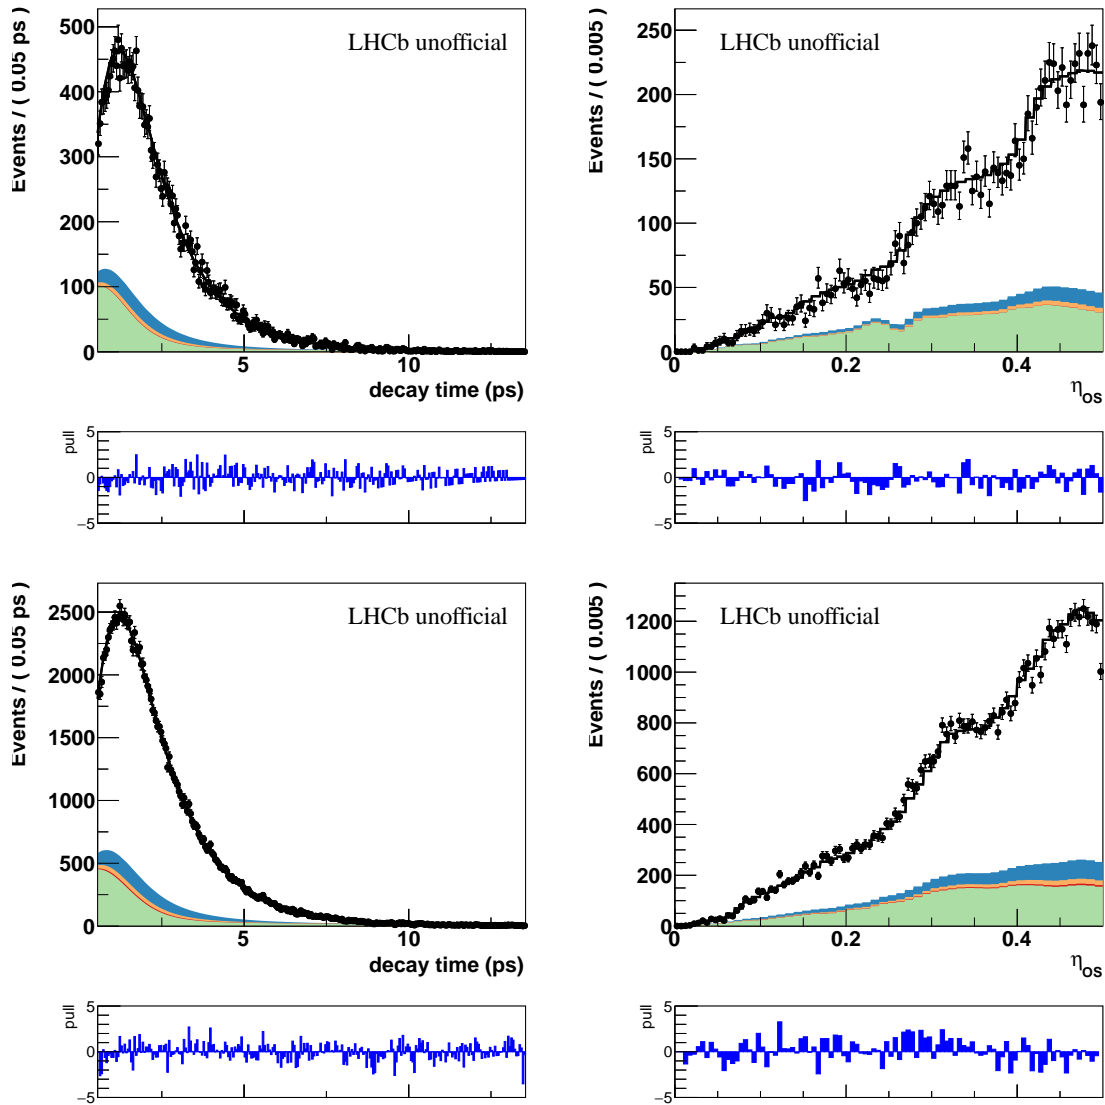 Events / ( 0.05 ps )
500
400
300
200
100
0
LHCb unofficial
5
10
decay time (ps)
pull
5
0
−5
Events / ( 0.005 )
250
200
150
100
50
0
LHCb unofficial
0
0.2
0.4
ηOS
pull
5
0
−5
Events / ( 0.05 ps )
2500
2000
1500
1000
500
0
LHCb unofficial
5
10
decay time (ps)
pull
5
0
−5
Events / ( 0.005 )
1200
1000
800
600
400
200
0
LHCb unofficial
0
0.2
0.4
ηOS
pull
5
0
−5